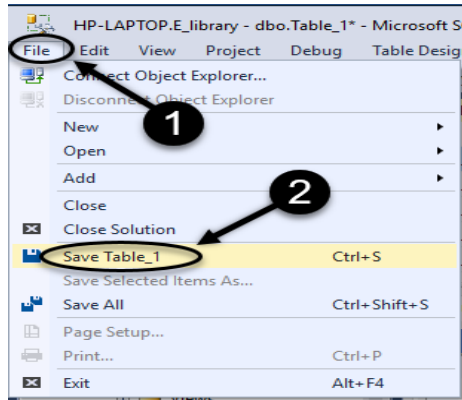 HP-LAPTOP.E_library - dbo.Table_1* - Microsoft S
File Edit View Project Debug Table Desig
Connect Object Explorer...
Disconnect Object Explorer
1
New
Open
Add
2
Close
Close Solution
Save Table_1 Ctrl+S
Save Selected Items As...
Save All Ctrl+Shift+S
Page Setup...
Print... Ctrl+P
Exit Alt+F4